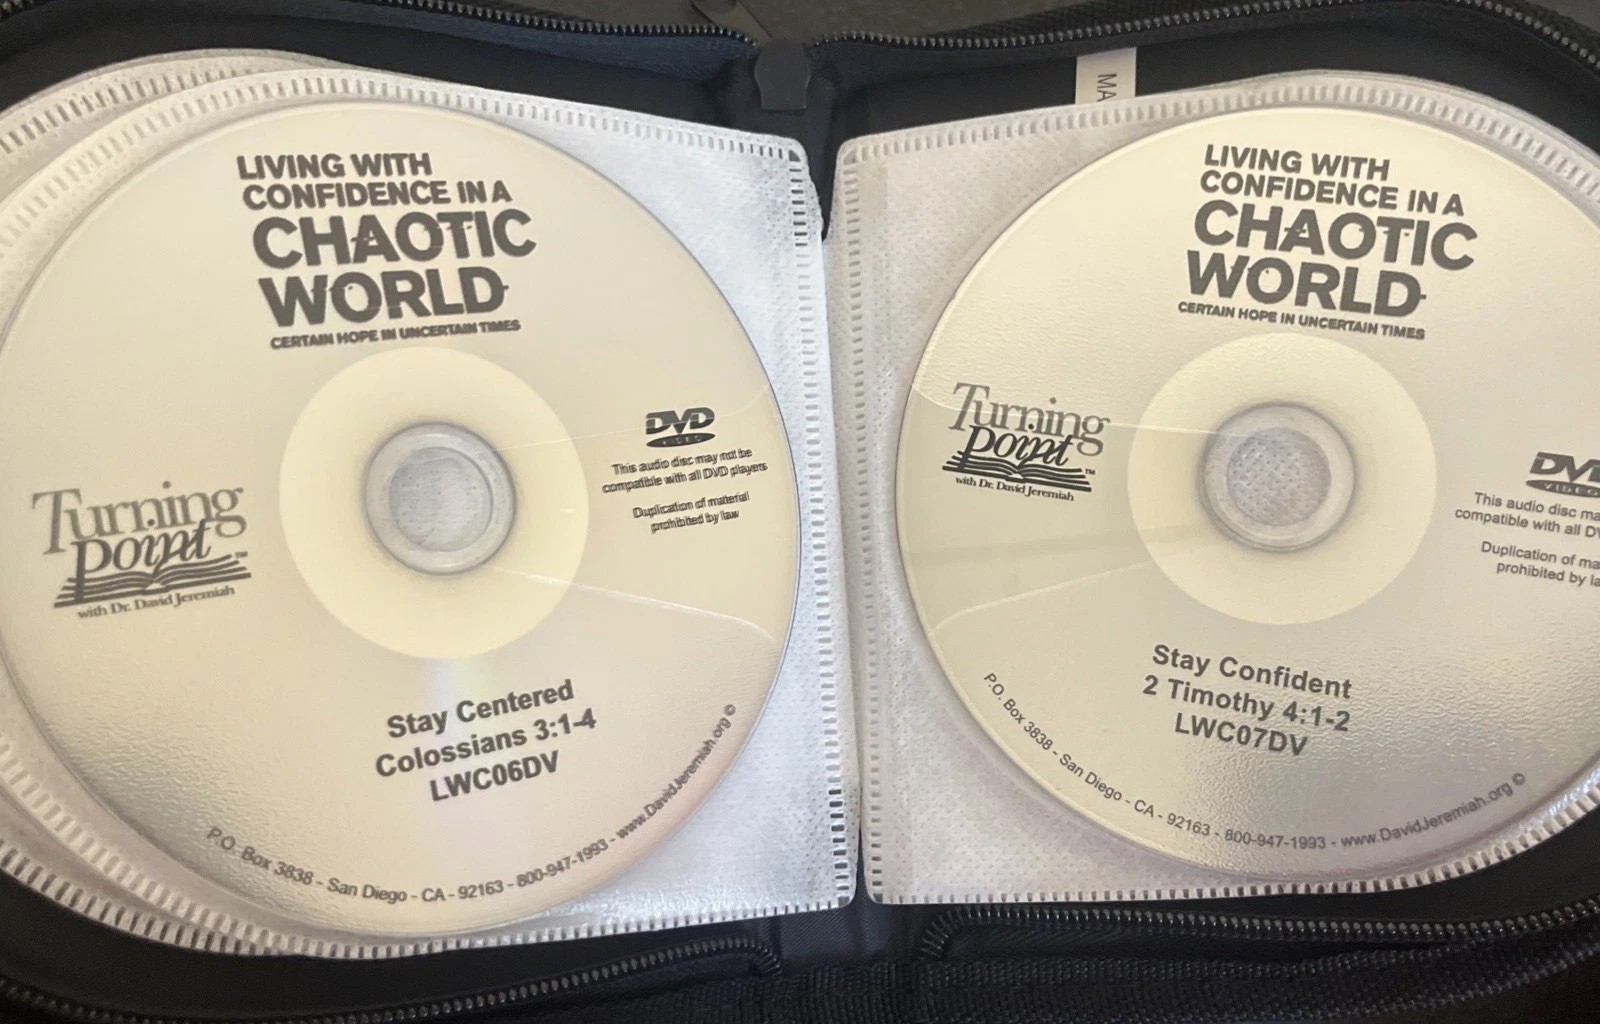 LIVING WITH
CONFIDENCE IN A
CHAOTIC
WORLD
CERTAIN HOPE IN UNCERTAIN TIMES
Turning
point™
with Dr. David Jeremiah
DVD
VIDEO
This audio disc may not be
compatible with all DVD players
Duplication of material
prohibited by law
Stay Centered
Colossians 3:1-4
LWC06DV
P.O. Box 3838 - San Diego - CA - 92163 - 800-947-1993 - www.DavidJeremiah.org ©
MA
LIVING WITH
CONFIDENCE IN A
CHAOTIC
WORLD
CERTAIN HOPE IN UNCERTAIN TIMES
Turning
point™
with Dr. David Jeremiah
DVD
VIDEO
This audio disc ma
compatible with all D
Duplication of ma
prohibited by la
Stay Confident
2 Timothy 4:1-2
LWC07DV
P.O. Box 3838 - San Diego - CA - 92163 - 800-947-1993 - www.DavidJeremiah.org ©